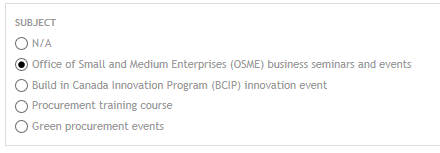 SUBJECT
N/A
Office of Small and Medium Enterprises (OSME) business seminars and events
Build in Canada Innovation Program (BCIP) innovation event
Procurement training course
Green procurement events